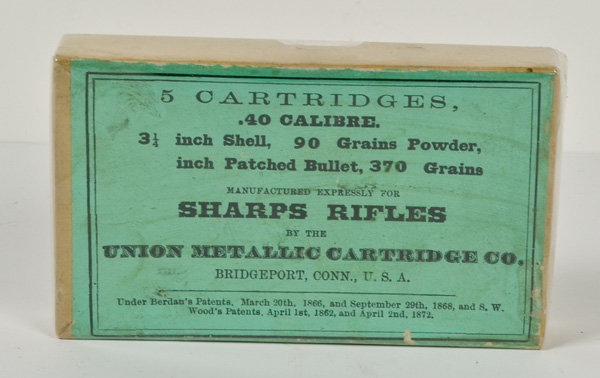 5 CARTRIDGES,
.40 CALIBRE.
3¼ inch Shell, 90 Grains Powder,
inch Patched Bullet, 370 Grains
MANUFACTURED EXPRESSLY FOR
SHARPS RIFLES
BY THE
UNION METALLIC CARTRIDGE CO.
BRIDGEPORT, CONN., U. S. A.
Under Berdan's Patents, March 20th, 1866, and September 29th, 1868, and S. W.
Wood's Patents, April 1st, 1862, and April 2nd, 1872.